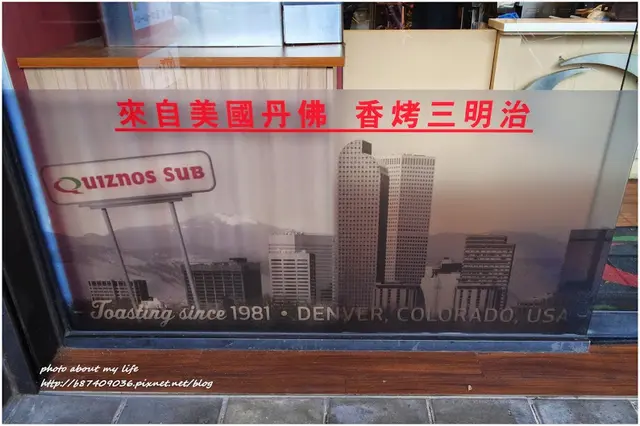 來自美國丹佛 香烤三明治
QUIZNOS SUB
Toasting since 1981 • DENVER, COLORADO, USA
photo about my life
http://b87409036.pixnet.net/blog